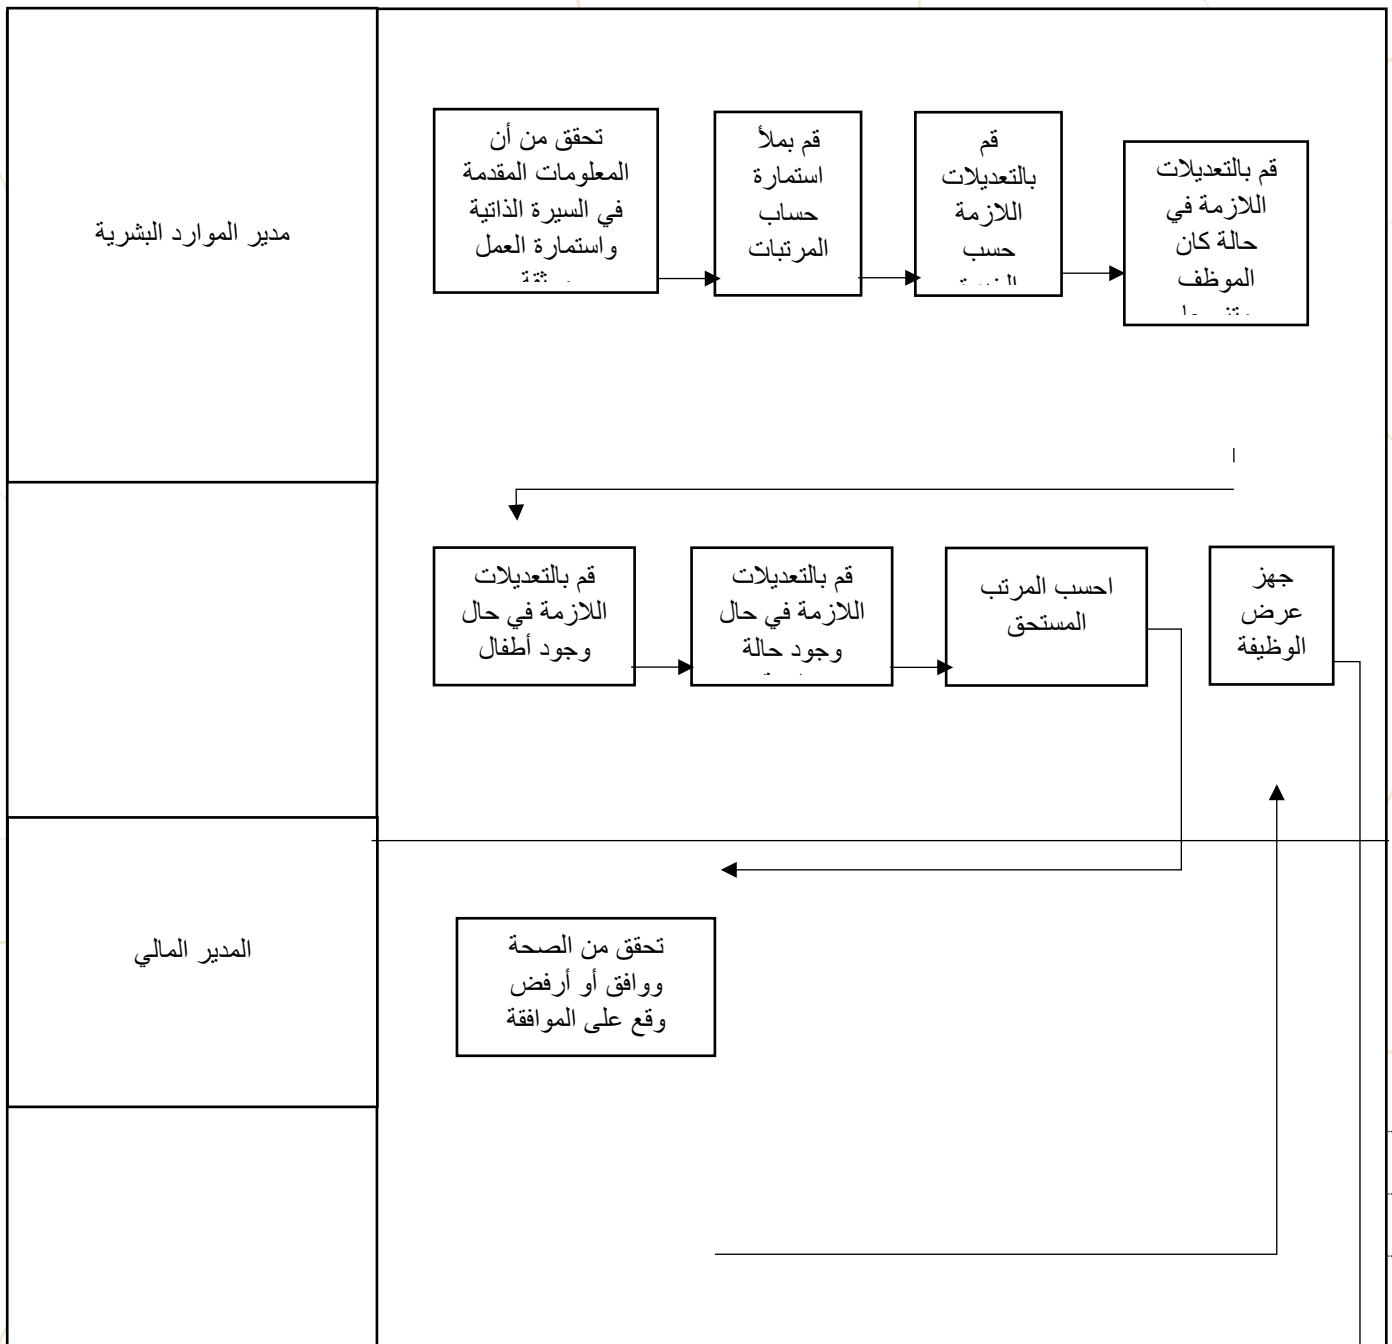 مدير الموارد البشرية
تحقق من أن
المعلومات المقدمة
في السيرة الذاتية
واستمارة العمل
قم بملأ
استمارة
حساب
المرتبات
قم
بالتعديلات
اللازمة
حسب
قم بالتعديلات
اللازمة في
حالة كان
الموظف
قم بالتعديلات
اللازمة في حال
وجود أطفال
قم بالتعديلات
اللازمة في حال
وجود حالة
احسب المرتب
المستحق
جهز
عرض
الوظيفة
المدير المالي
تحقق من الصحة
ووافق أو أرفض
وقع على الموافقة